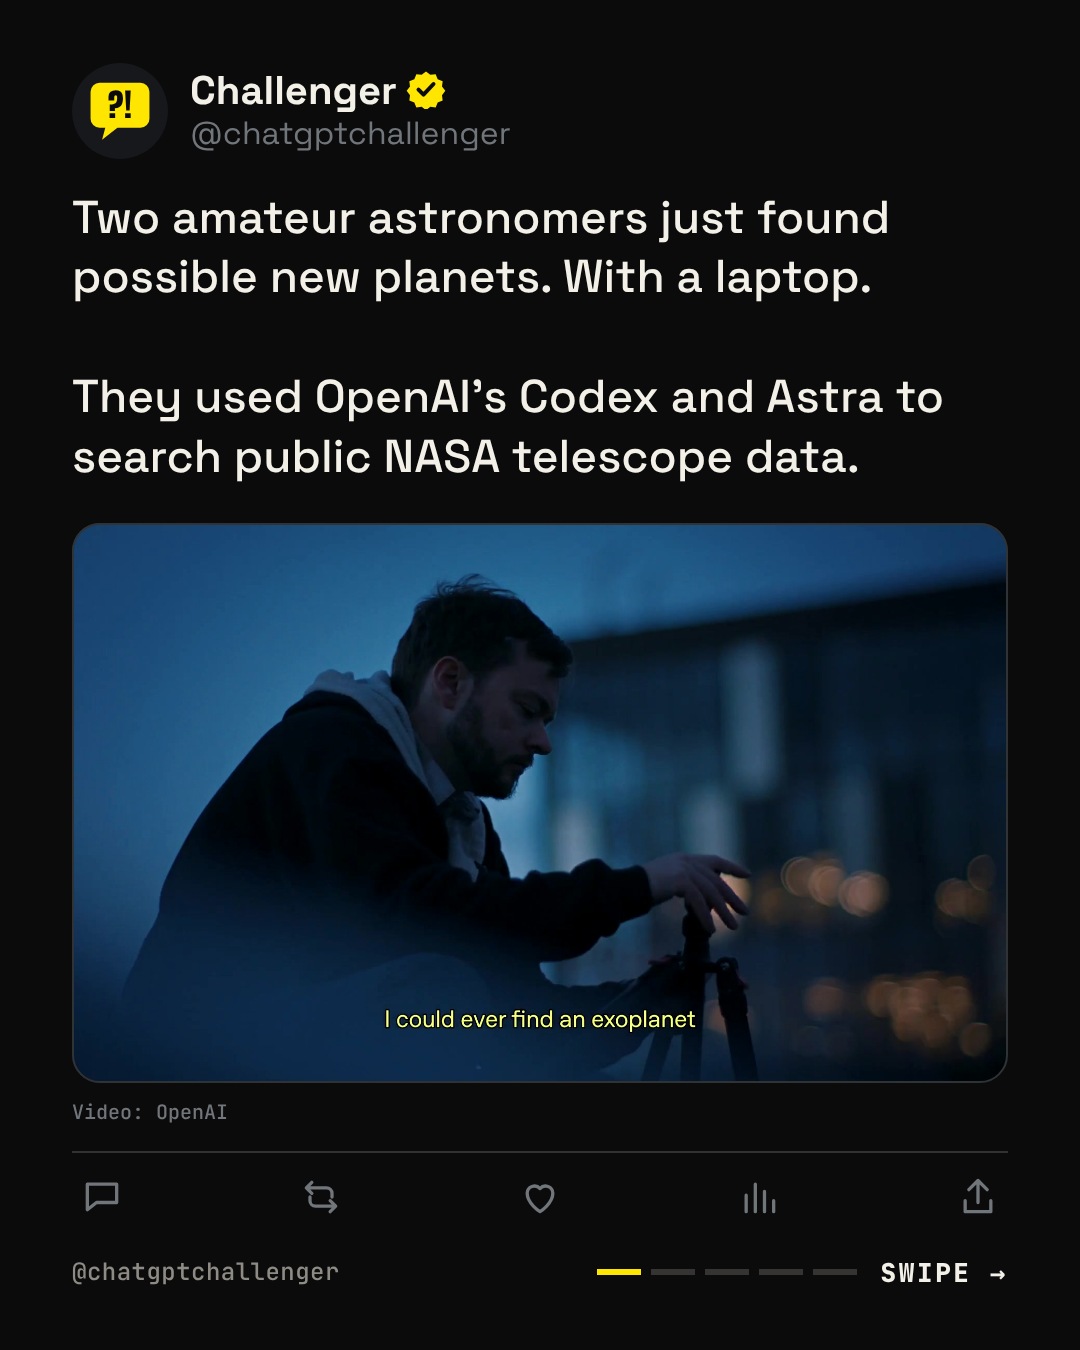 ?!
Challenger
@chatgptchallenger
Two amateur astronomers just found
possible new planets. With a laptop.
They used OpenAI’s Codex and Astra to
search public NASA telescope data.
I could ever find an exoplanet
Video: OpenAI
@chatgptchallenger
SWIPE →